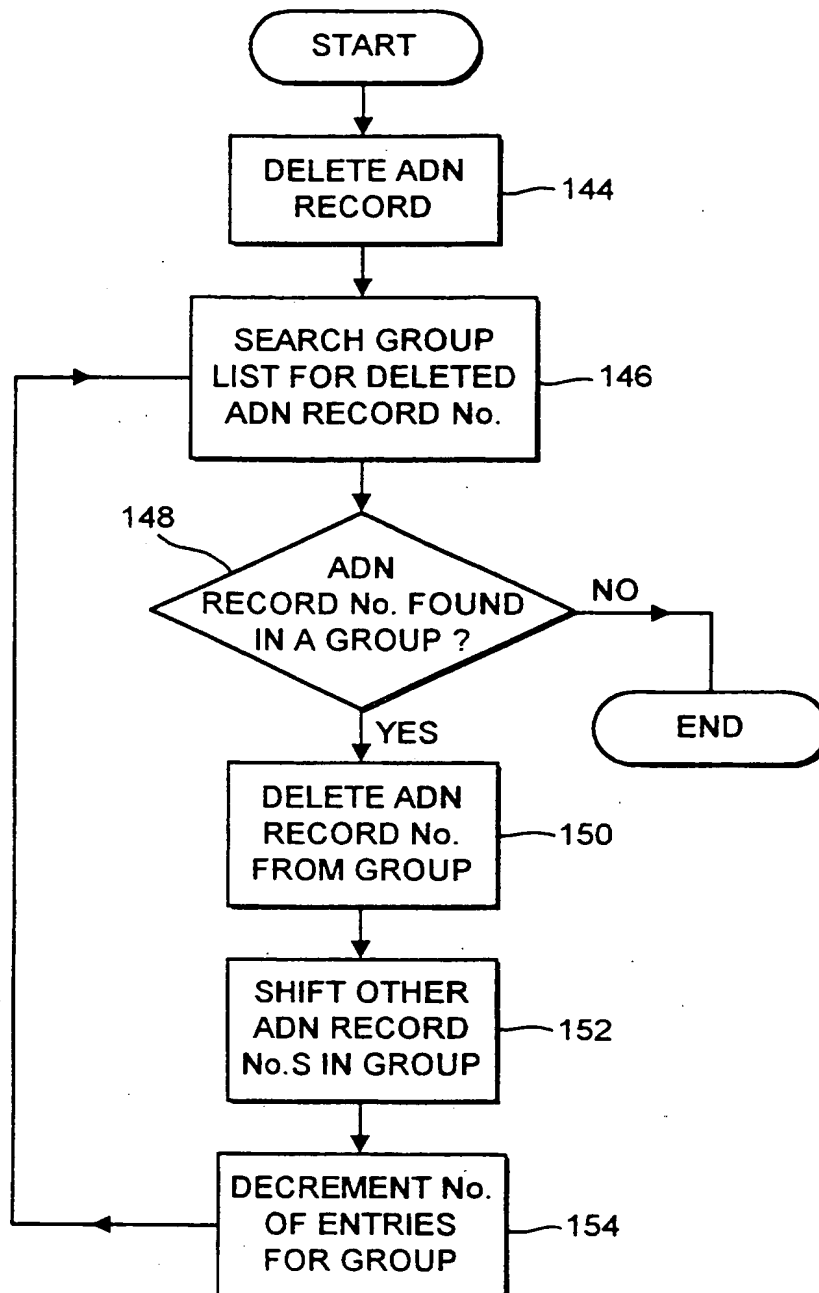 START
DELETE ADN
RECORD
144
SEARCH GROUP
LIST FOR DELETED
ADN RECORD No.
146
148
ADN
RECORD No. FOUND
IN A GROUP ?
NO
END
YES
DELETE ADN
RECORD No.
FROM GROUP
150
SHIFT OTHER
ADN RECORD
No.S IN GROUP
152
DECREMENT No.
OF ENTRIES
FOR GROUP
154